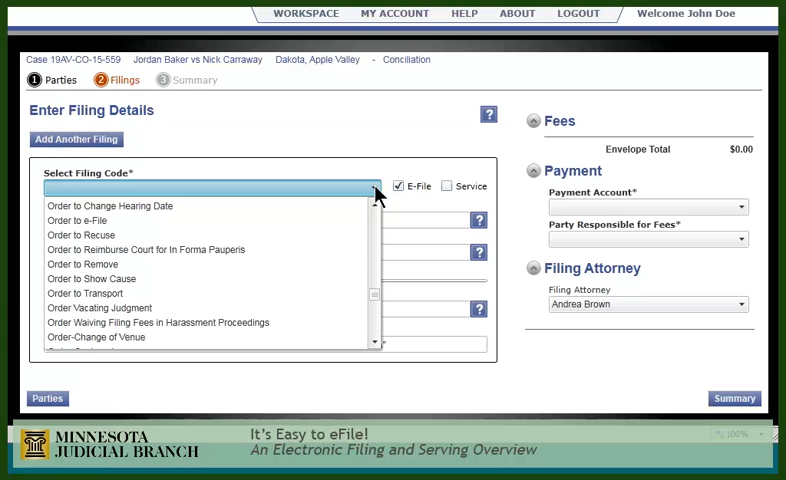 WORKSPACE MY ACCOUNT HELP ABOUT LOGOUT Welcome John Doe
Case 19AV-CO-15-559 Jordan Baker vs Nick Carraway Dakota, Apple Valley - Conciliation
1 Parties 2 Filings 3 Summary
Enter Filing Details
?
Add Another Filing
Select Filing Code*
E-File Service
Order to Change Hearing Date
Order to e-File
?
Order to Recuse
Order to Reimburse Court for In Forma Pauperis
?
Order to Remove
Order to Show Cause
Order to Transport
Order Vacating Judgment
?
Order Waiving Filing Fees in Harassment Proceedings
Order-Change of Venue
Fees
Envelope Total $0.00
Payment
Payment Account*
Party Responsible for Fees*
Filing Attorney
Filing Attorney
Andrea Brown
Parties
Summary
MINNESOTA
JUDICIAL BRANCH
It's Easy to eFile!
An Electronic Filing and Serving Overview
100%